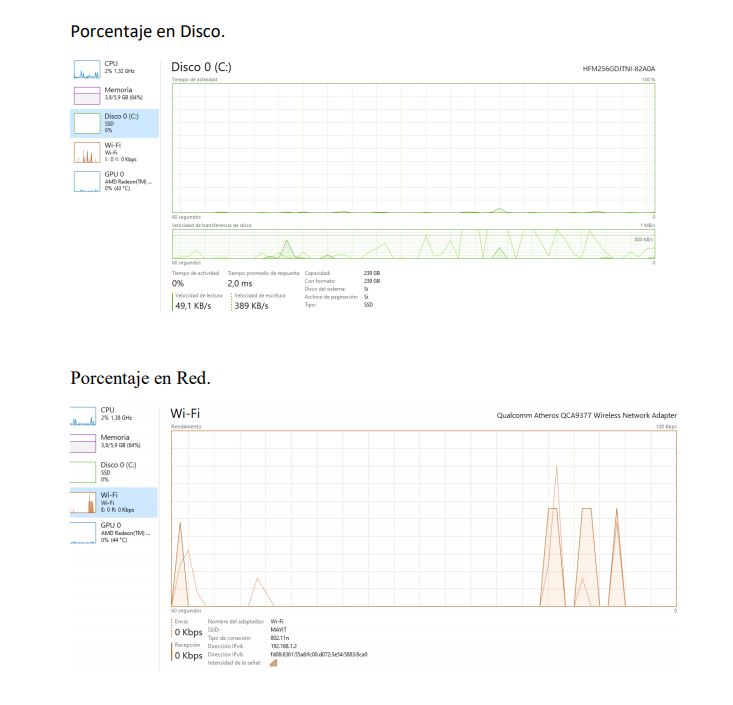 Porcentaje en Disco.
CPU
2% 1,32 GHz
Memoria
3,8/5,9 GB (64%)
Disco 0 (C:)
SSD
0%
Wi-Fi
Wi-Fi
E: 0 R: 0 Kbps
GPU 0
AMD Radeon(TM) ...
0% (43 °C)
Disco 0 (C:)
HFM256GDJTNI-82A0A
Tiempo de actividad
100 %
60 segundos
0
Velocidad de transferencia de disco
1 MB/s
800 kB/s
60 segundos
0
Tiempo de actividad
0%
Tiempo promedio de respuesta
2,0 ms
Velocidad de lectura
49,1 KB/s
Velocidad de escritura
389 KB/s
Capacidad: 239 GB
Con formato: 239 GB
Disco del sistema: Sí
Archivo de paginación: Sí
Tipo: SSD
Porcentaje en Red.
CPU
2% 1,38 GHz
Memoria
3,8/5,9 GB (64%)
Disco 0 (C:)
SSD
0%
Wi-Fi
Wi-Fi
E: 0 R: 0 Kbps
GPU 0
AMD Radeon(TM) ...
0% (44 °C)
Wi-Fi
Qualcomm Atheros QCA9377 Wireless Network Adapter
Rendimiento
100 Kbps
60 segundos
0
Envío
0 Kbps
Recepción
0 Kbps
Nombre del adaptador: Wi-Fi
SSID: MAYIT
Tipo de conexión: 802.11n
Dirección IPv4: 192.168.1.2
Dirección IPv6:
Intensidad de la señal: